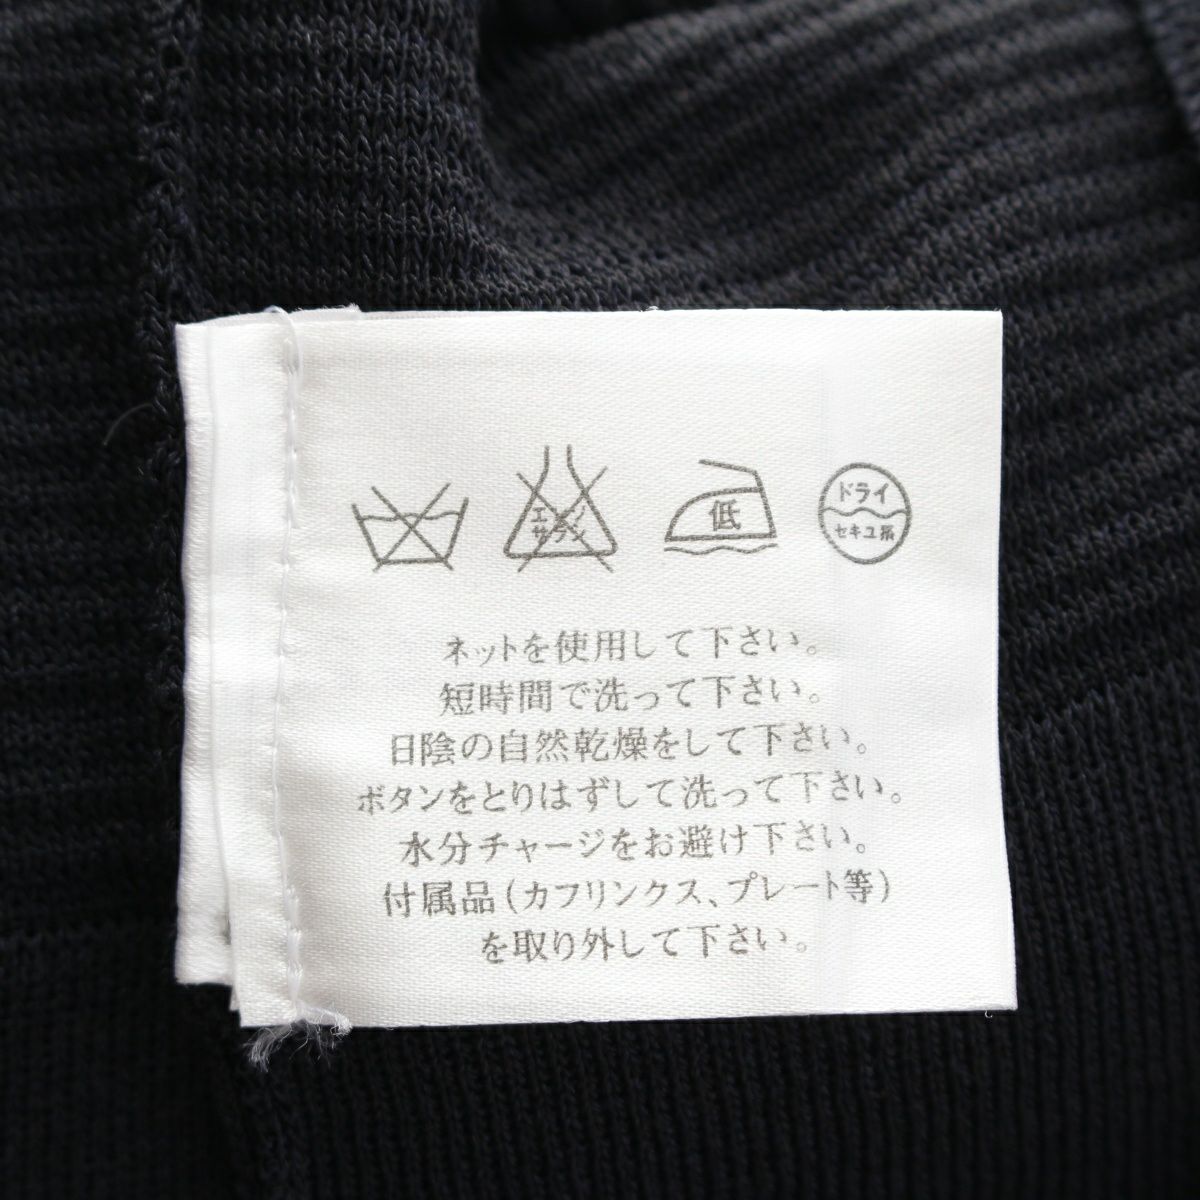 エンソ
サラシ
低
ドライ
セキユ系
ネットを使用して下さい。
短時間で洗って下さい。
日陰の自然乾燥をして下さい。
ボタンをとりはずして洗って下さい。
水分チャージをお避け下さい。
付属品(カフリンクス、プレート等)
を取り外して下さい。